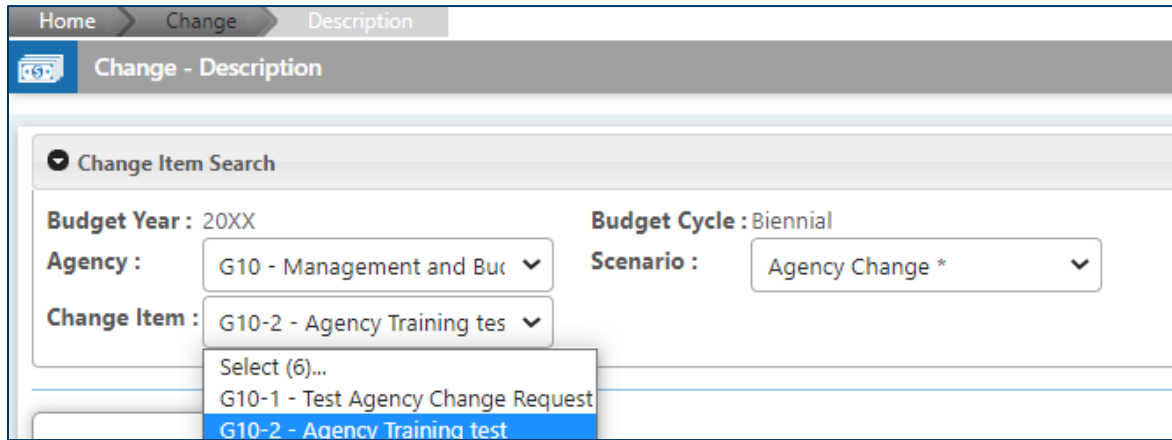 Home Change Description
Change - Description
Change Item Search
Budget Year : 20XX Budget Cycle : Biennial
Agency : G10 - Management and Buc Scenario : Agency Change *
Change Item : G10-2 - Agency Training tes
Select (6)...
G10-1 - Test Agency Change Request
G10-2 - Agency Training test